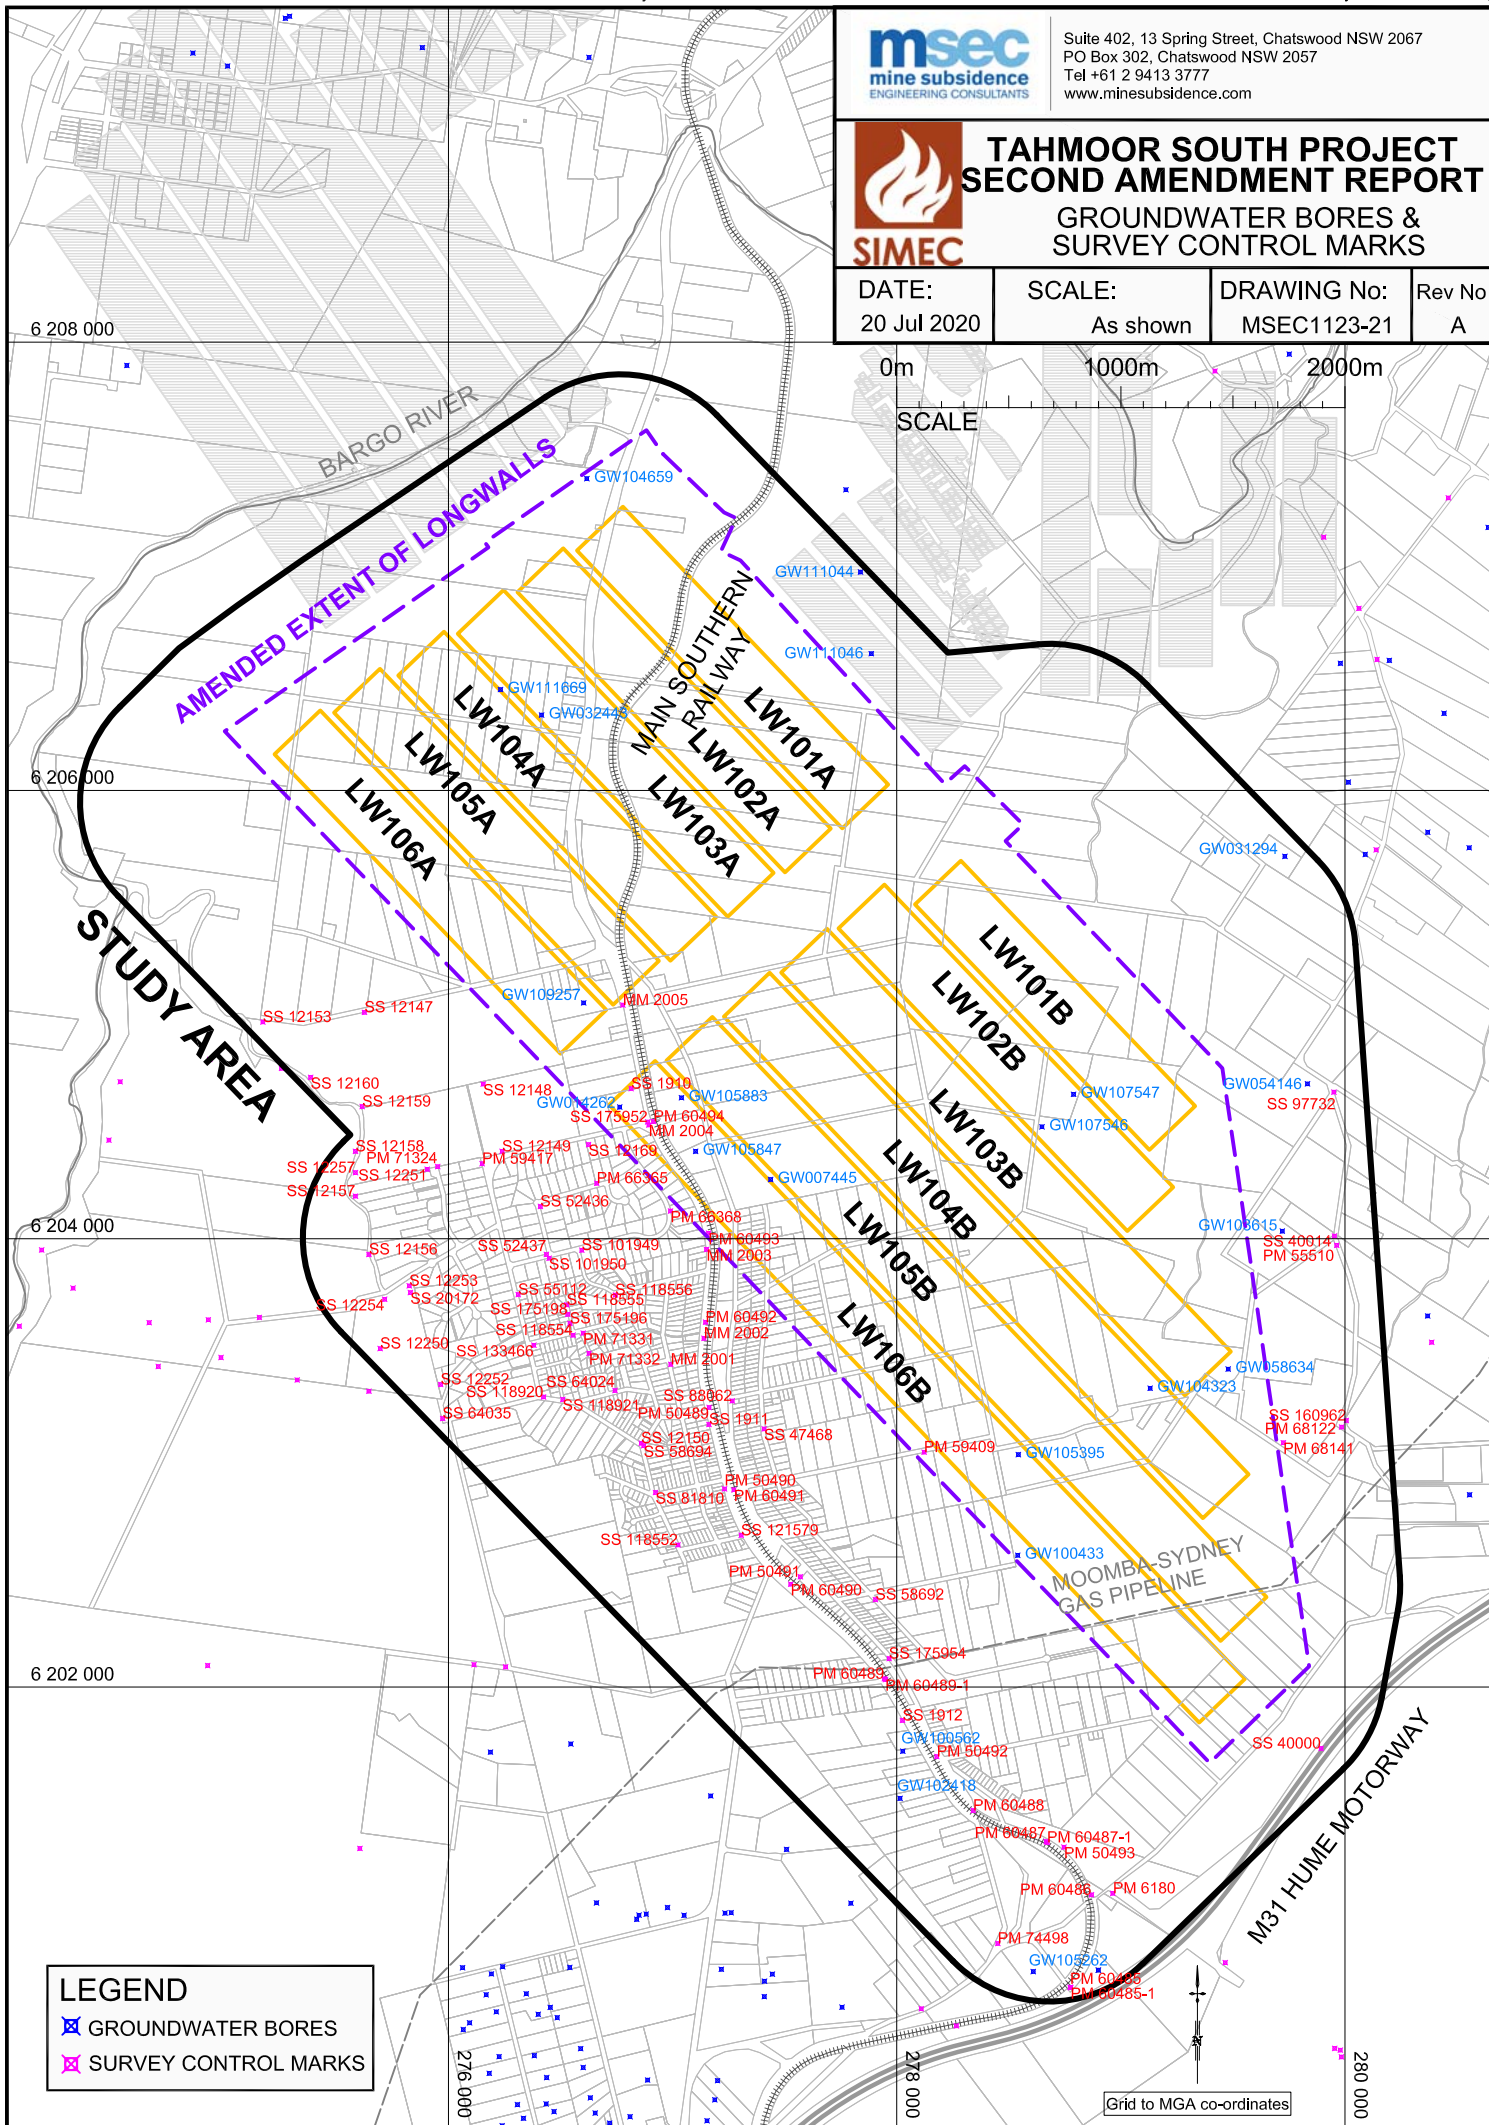 msec
mine subsidence
ENGINEERING CONSULTANTS
Suite 402, 13 Spring Street, Chatswood NSW 2067
PO Box 302, Chatswood NSW 2057
Tel +61 2 9413 3777
www.minesubsidence.com
SIMEC
TAHMOOR SOUTH PROJECT
SECOND AMENDMENT REPORT
GROUNDWATER BORES &
SURVEY CONTROL MARKS
DATE:
20 Jul 2020
SCALE:
As shown
DRAWING No:
MSEC1123-21
Rev No
A
6 208 000
0m
1000m
2000m
SCALE
BARGO RIVER
AMENDED EXTENT OF LONGWALLS
GW104659
GW111044
MAIN SOUTHERN
RAILWAY
GW111046
GW111669
GW032443
LW101A
LW102A
LW103A
LW104A
LW105A
LW106A
6 206 000
GW031294
STUDY AREA
LW101B
LW102B
LW103B
LW104B
LW105B
LW106B
GW109257
MM 2005
SS 12147
SS 12153
SS 12160
SS 12148
SS 1910
GW105883
GW107547
GW054146
SS 97732
SS 12159
GW014262
SS 175952
PM 60494
MM 2004
GW107546
SS 12158
PM 71324
SS 12149
SS 12169
GW105847
SS 12257
SS 12251
PM 59417
GW007445
SS 12157
PM 66365
SS 52436
PM 66368
6 204 000
GW103615
SS 40014
PM 55510
PM 60493
MM 2003
SS 12156
SS 52437
SS 101949
SS 101950
SS 12253
SS 20172
SS 12254
SS 55112
SS 118556
SS 118555
SS 175198
SS 175196
SS 118554
PM 60492
MM 2002
PM 71331
SS 12250
SS 133466
PM 71332
MM 2001
GW058634
GW104323
SS 12252
SS 64024
SS 118920
SS 118921
SS 88062
SS 64035
PM 50489
SS 1911
SS 47468
SS 160962
PM 68122
PM 68141
SS 12150
SS 58694
PM 59409
GW105395
PM 50490
PM 60491
SS 81810
SS 121579
SS 118552
GW100433
MOOMBA-SYDNEY
GAS PIPELINE
PM 50491
PM 60490
SS 58692
SS 175954
6 202 000
PM 60489
PM 60489-1
SS 1912
GW100562
PM 50492
SS 40000
GW102418
PM 60488
PM 60487
PM 60487-1
PM 50493
M31 HUME MOTORWAY
PM 60486
PM 6180
PM 74498
GW105262
PM 60485
PM 60485-1
LEGEND
GROUNDWATER BORES
SURVEY CONTROL MARKS
276 000
278 000
280 000
N
Grid to MGA co-ordinates